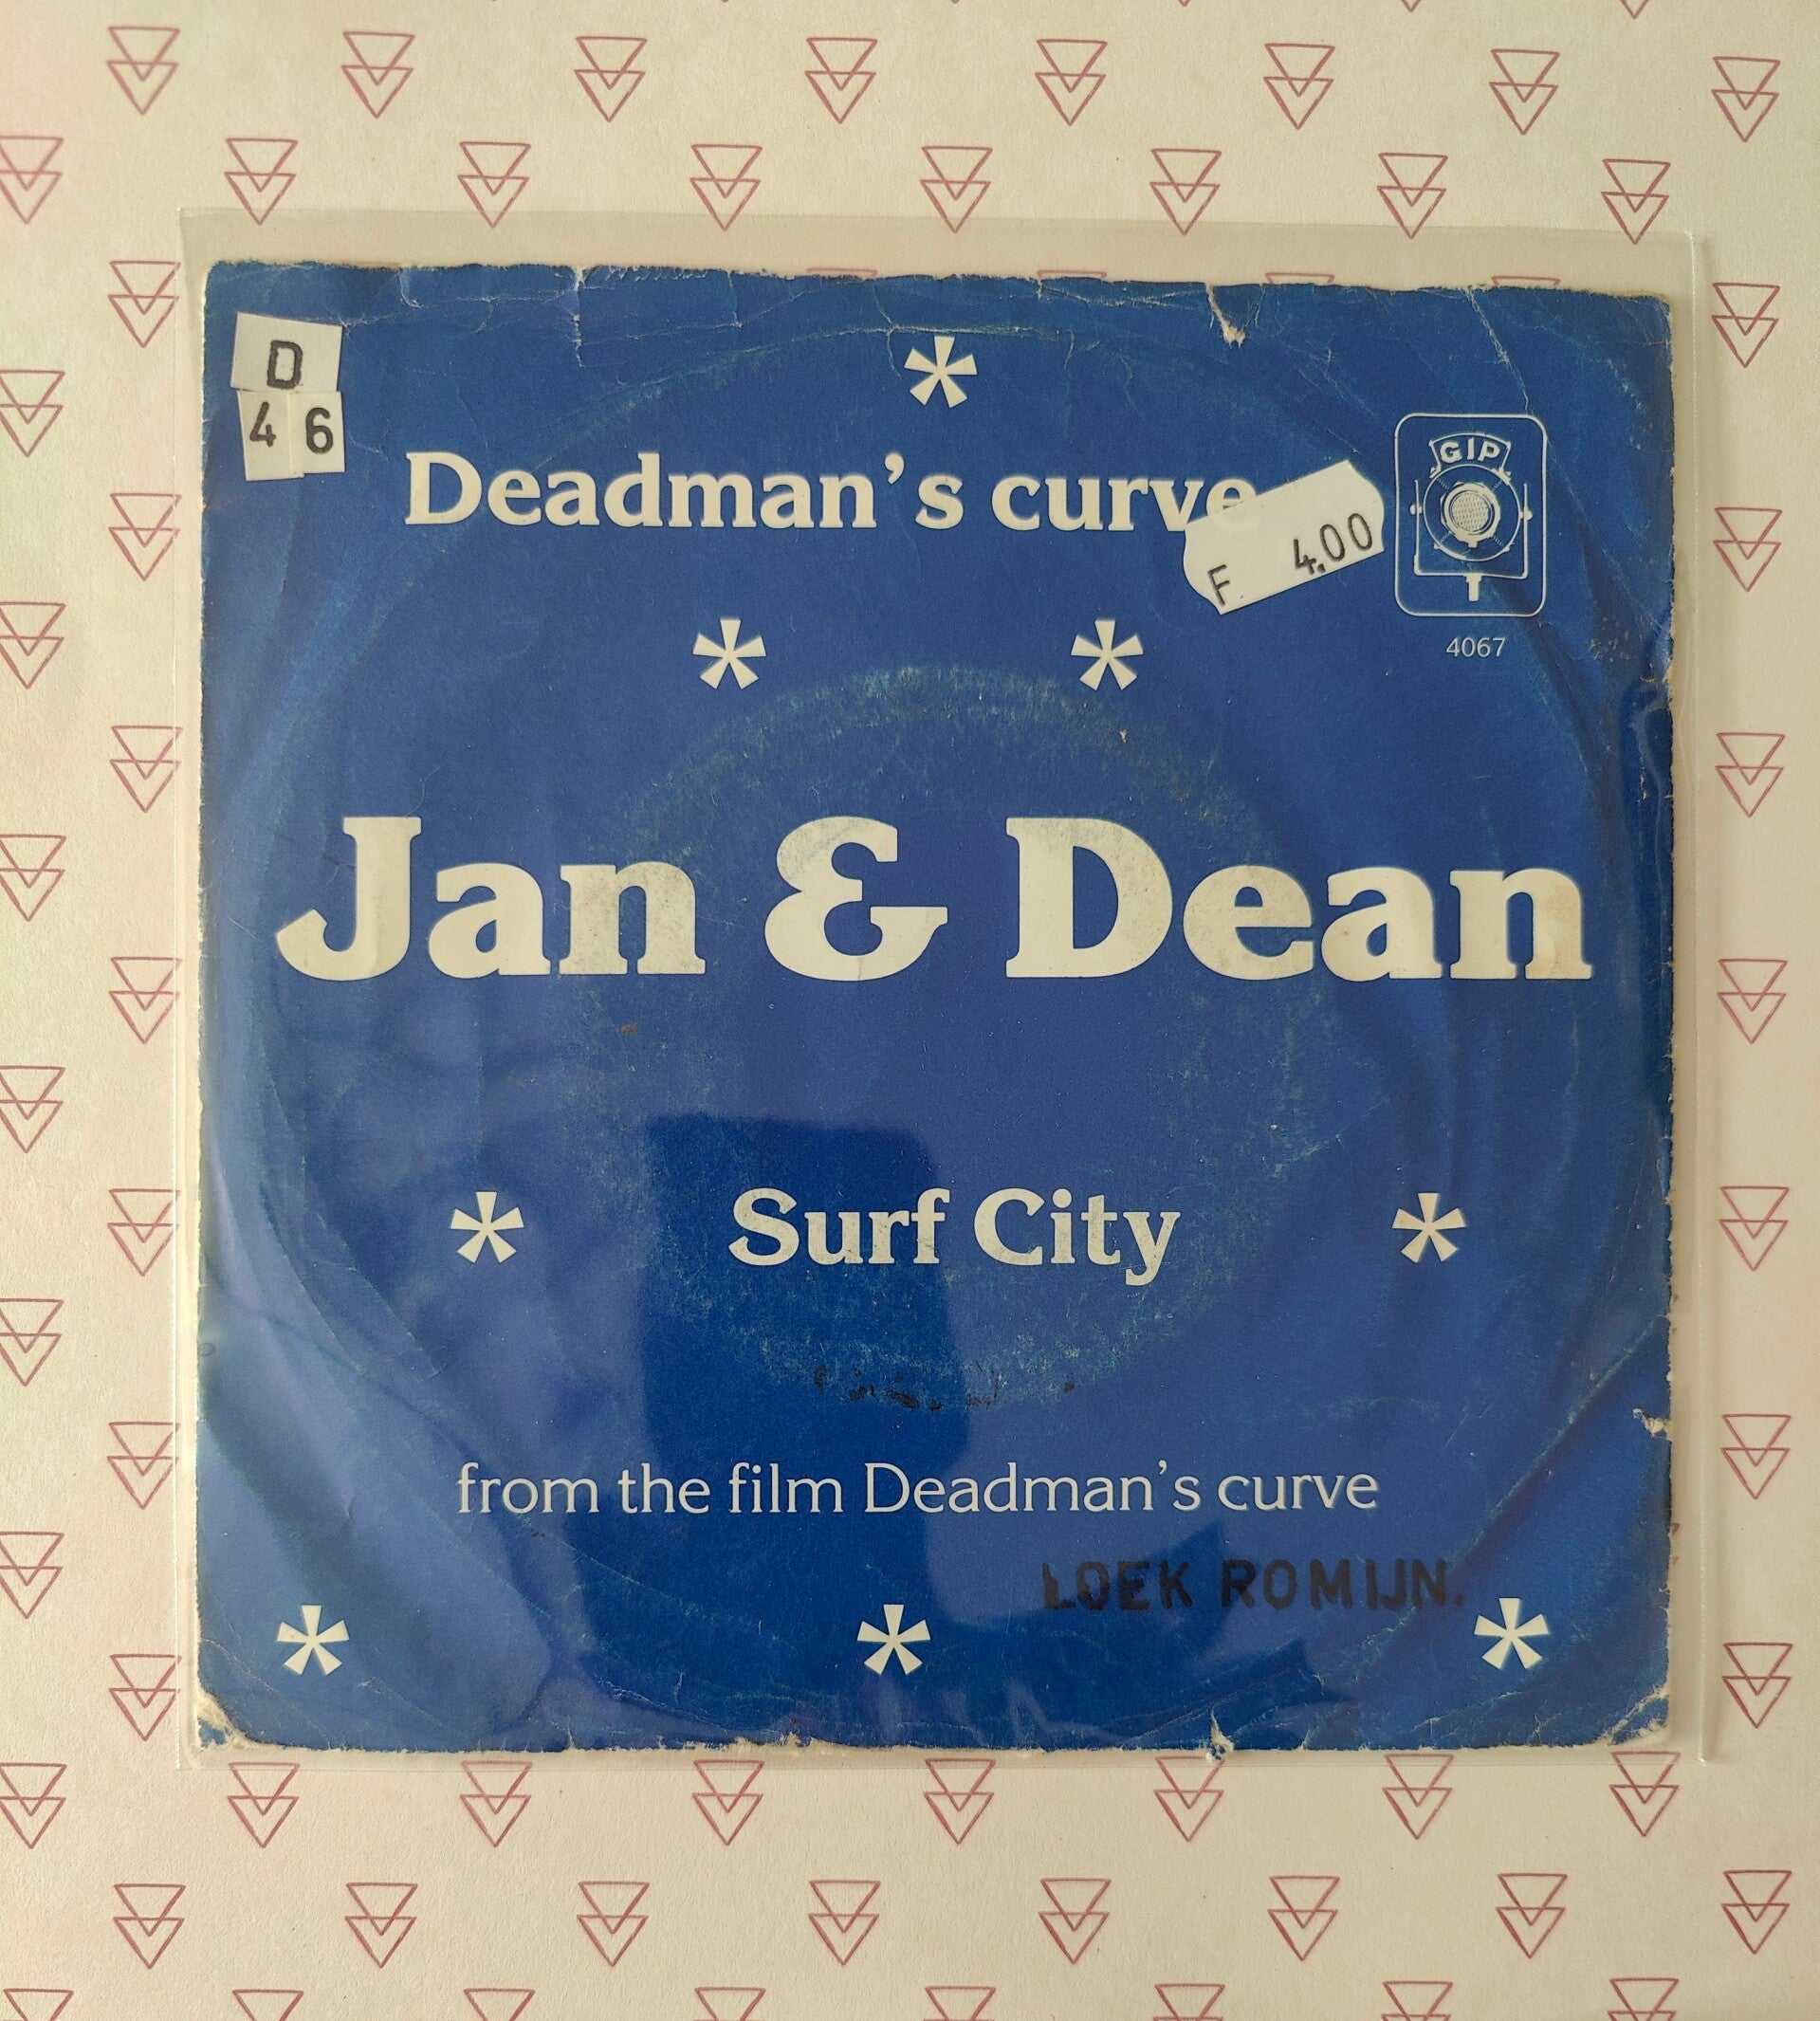 D
4 6
*
GIP
Deadman's curve
F 4.00
4067
* *
Jan & Dean
* Surf City *
from the film Deadman's curve
LOEK ROMIJN.
* * *